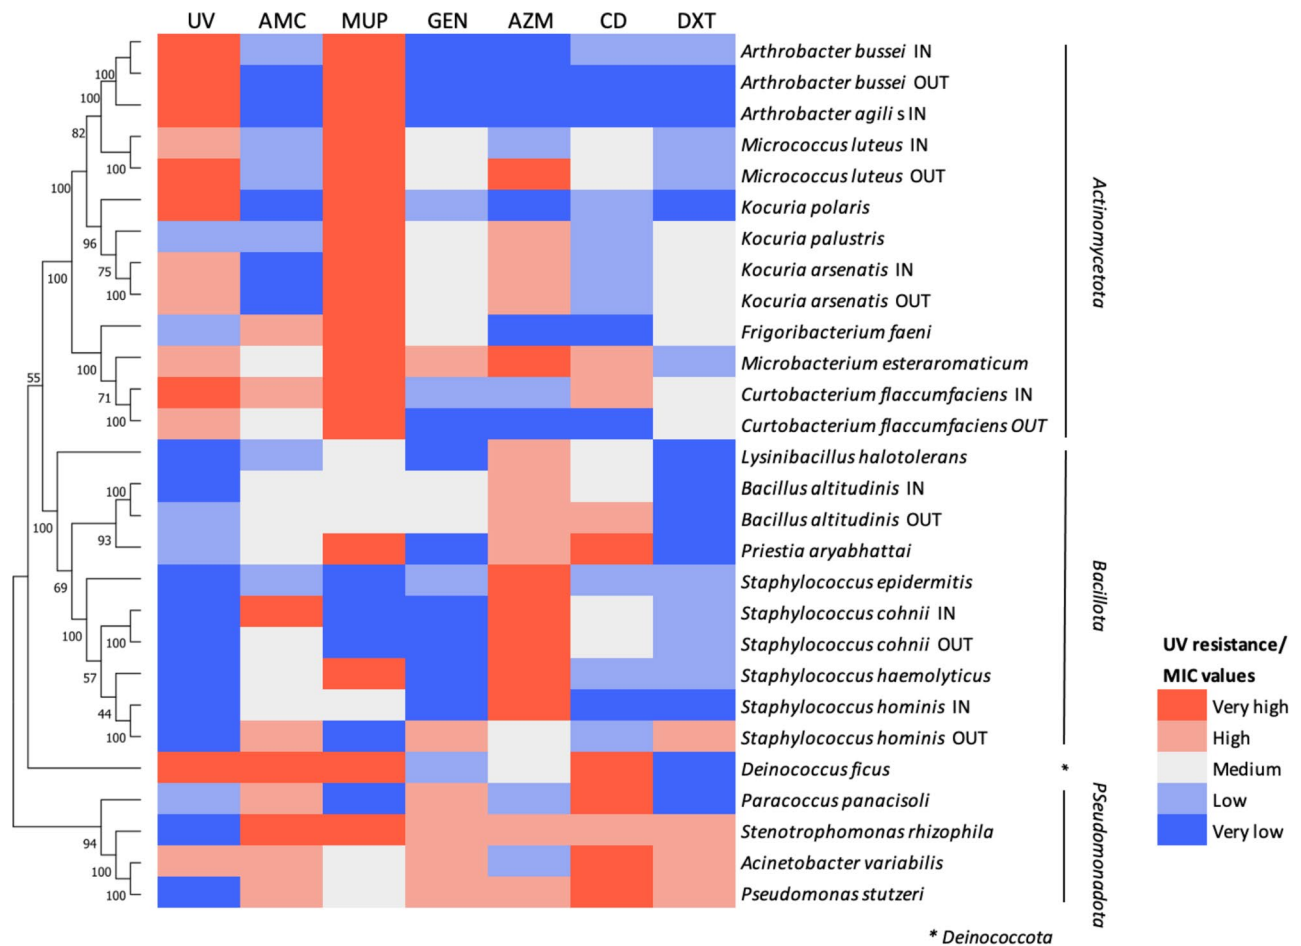 UV AMC MUP GEN AZM CD DXT
100 Arthrobacter bussei IN
100 Arthrobacter bussei OUT
82 Arthrobacter agili s IN
Micrococcus luteus IN
100 Micrococcus luteus OUT
100 Kocuria polaris
96 Kocuria palustris
100 75 Kocuria arsenatis IN
100 Kocuria arsenatis OUT
Frigoribacterium faeni
100 Microbacterium esteraromaticum
55 71 Curtobacterium flaccumfaciens IN
100 Curtobacterium flaccumfaciens OUT
Actinomycetota
Lysinibacillus halotolerans
100 Bacillus altitudinis IN
100 Bacillus altitudinis OUT
93 Priestia aryabhattai
69 Staphylococcus epidermitis
Staphylococcus cohnii IN
100 100 Staphylococcus cohnii OUT
57 Staphylococcus haemolyticus
44 Staphylococcus hominis IN
100 Staphylococcus hominis OUT
Bacillota
Deinococcus ficus *
Paracoccus panacisoli
94 Stenotrophomonas rhizophila
100 Acinetobacter variabilis
100 Pseudomonas stutzeri
PSeudomonadota
* Deinococcota
UV resistance/
MIC values
Very high
High
Medium
Low
Very low